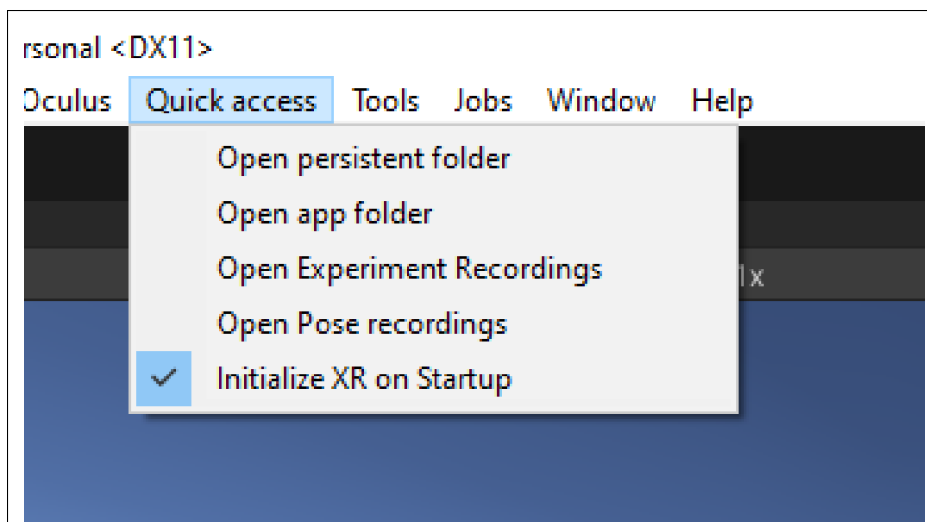 rsonal <DX11>
Oculus Quick access Tools Jobs Window Help
Open persistent folder
Open app folder
Open Experiment Recordings
1x
Open Pose recordings
Initialize XR on Startup